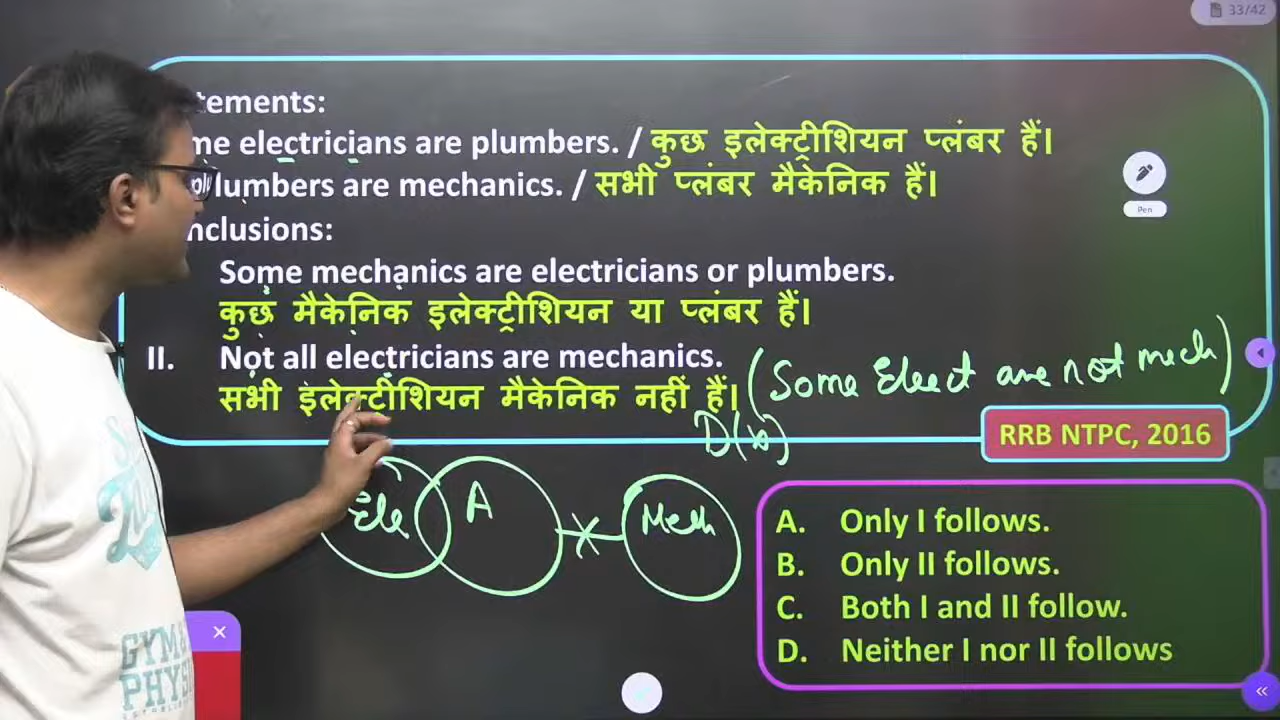 33/42
tements:
me electricians are plumbers. / कुछ इलेक्ट्रीशियन प्लंबर हैं।
plumbers are mechanics. / सभी प्लंबर मैकेनिक हैं।
nclusions:
Some mechanics are electricians or plumbers.
कुछ मैकेनिक इलेक्ट्रीशियन या प्लंबर हैं।
II. Not all electricians are mechanics.
सभी इलेक्ट्रीशियन मैकेनिक नहीं हैं।
(Some Elect are not mech)
RRB NTPC, 2016
Ele A Mech
A. Only I follows.
B. Only II follows.
C. Both I and II follow.
D. Neither I nor II follows
Pen
GYM &
PHYSI